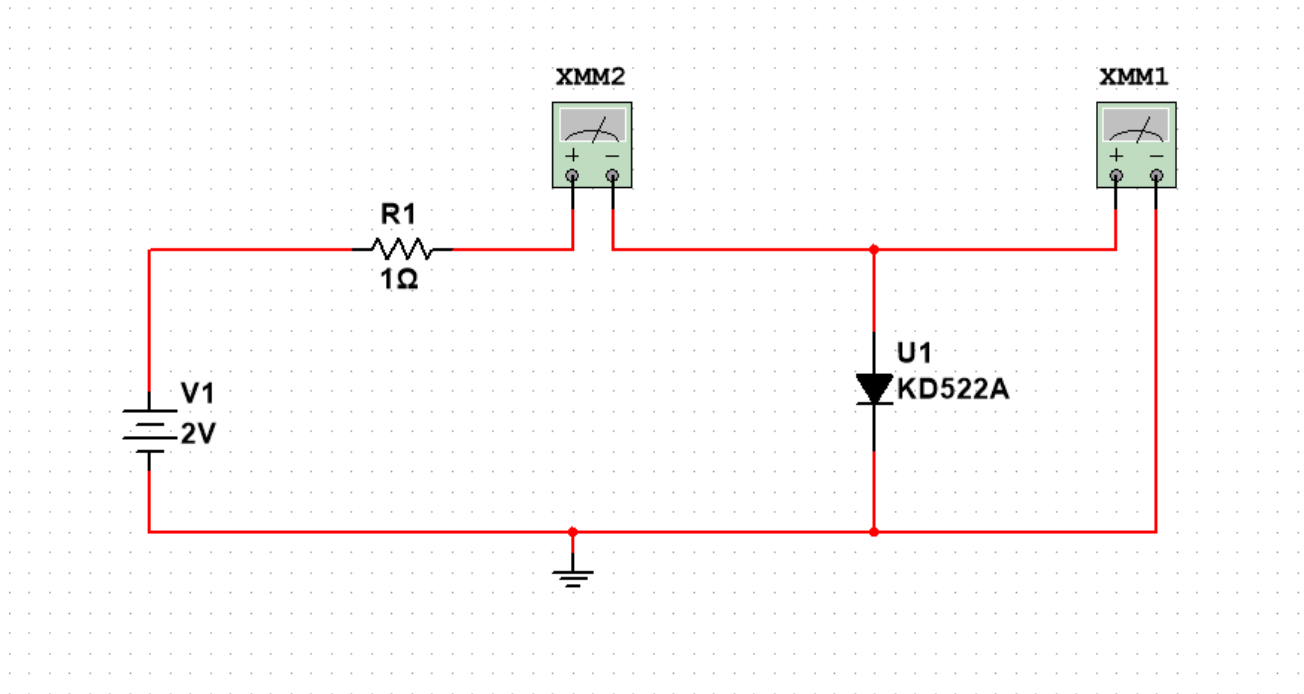 XMM2
XMM1
+ −
+ −
R1
1Ω
V1
2V
U1
KD522A